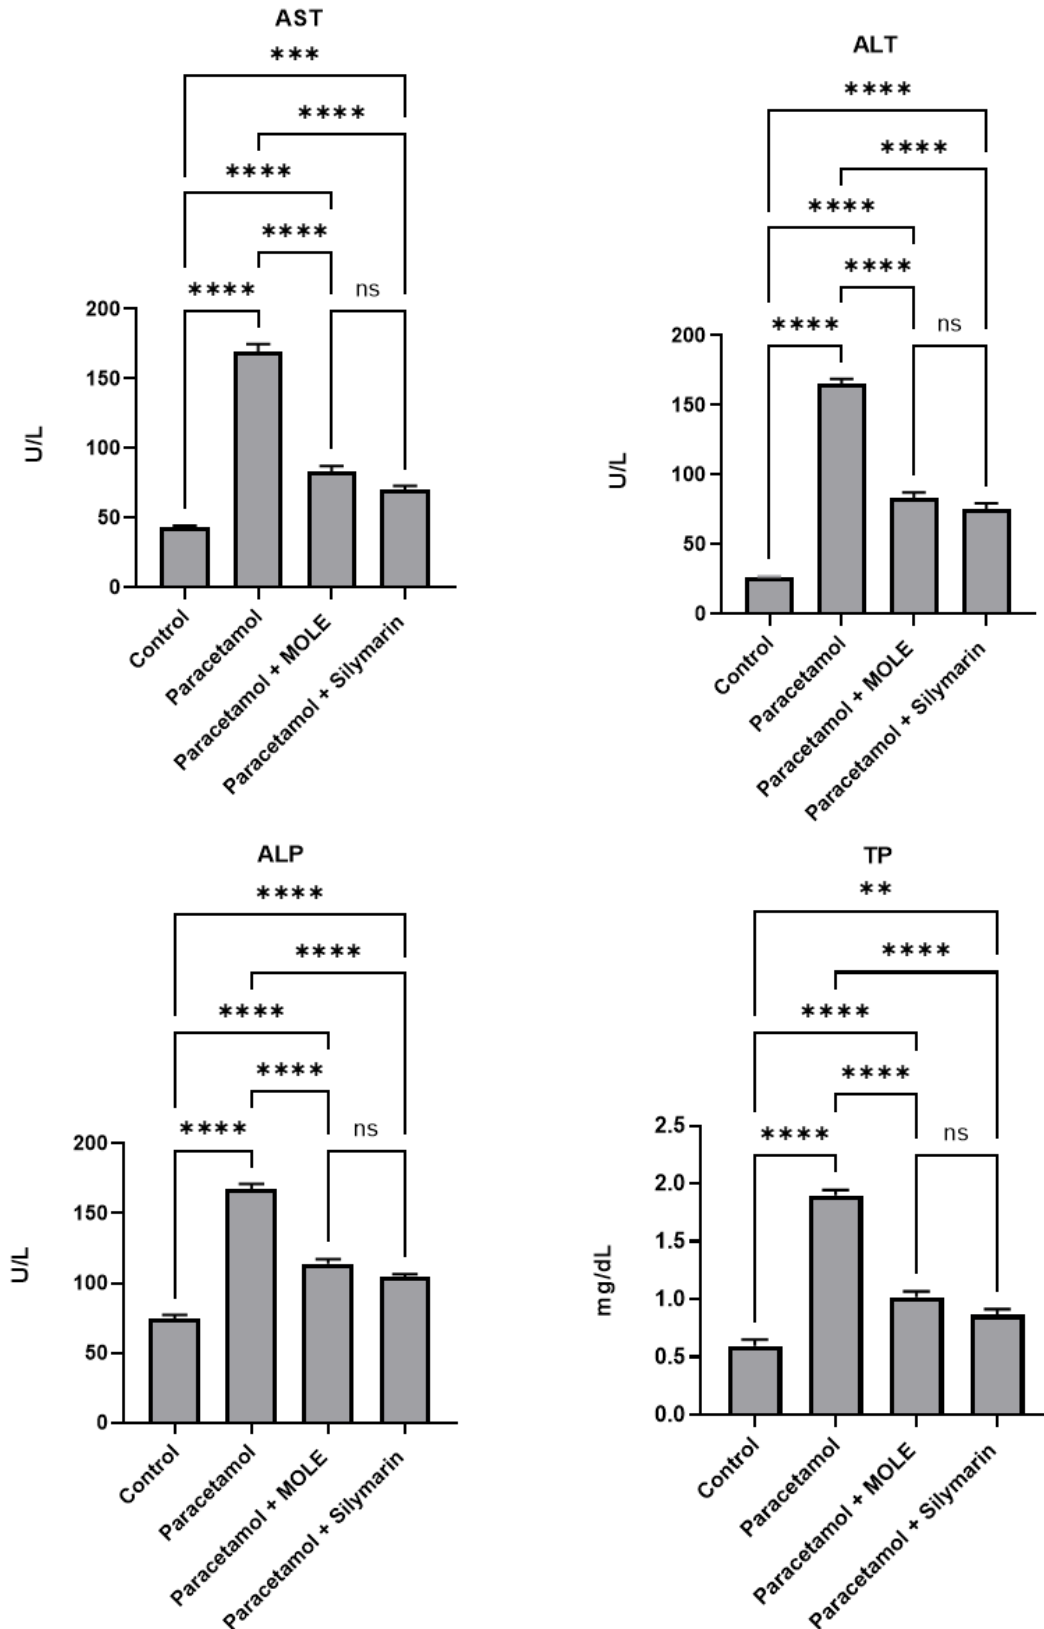 AST
***
****
****
****
****
ns
200
150
100
50
0
U/L
Control
Paracetamol
Paracetamol + MOLE
Paracetamol + Silymarin
ALT
****
****
****
****
****
ns
200
150
100
50
0
U/L
Control
Paracetamol
Paracetamol + MOLE
Paracetamol + Silymarin
ALP
****
****
****
****
****
ns
200
150
100
50
0
U/L
Control
Paracetamol
Paracetamol + MOLE
Paracetamol + Silymarin
TP
**
****
****
****
****
ns
2.5
2.0
1.5
1.0
0.5
0.0
mg/dL
Control
Paracetamol
Paracetamol + MOLE
Paracetamol + Silymarin